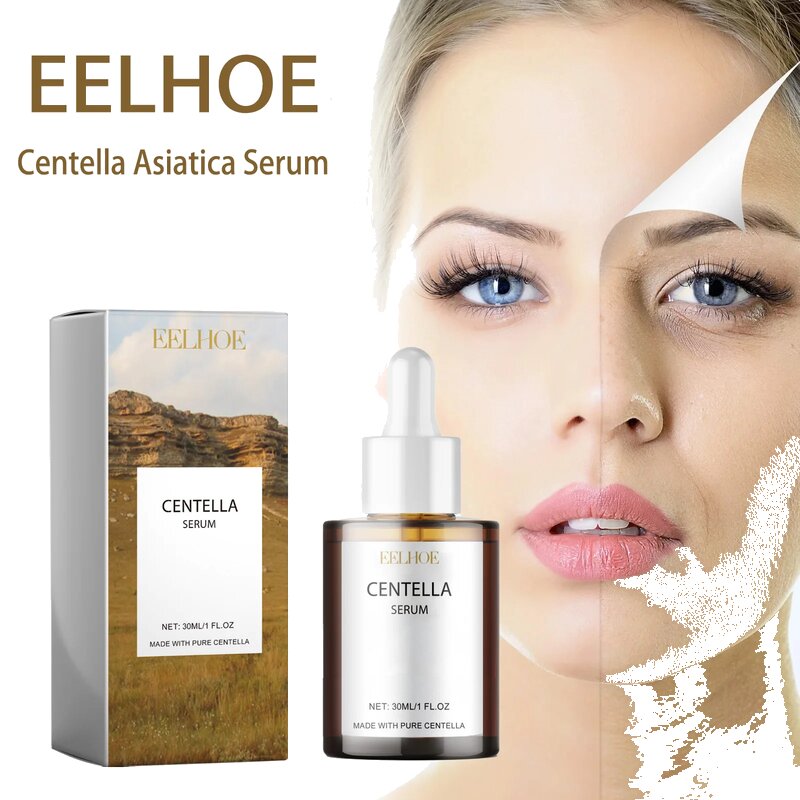 EELHOE
Centella Asiatica Serum
EELHOE
CENTELLA
SERUM
NET: 30ML/1 FL.OZ
MADE WITH PURE CENTELLA
EELHOE
CENTELLA
SERUM
NET: 30ML/1 FL.OZ
MADE WITH PURE CENTELLA